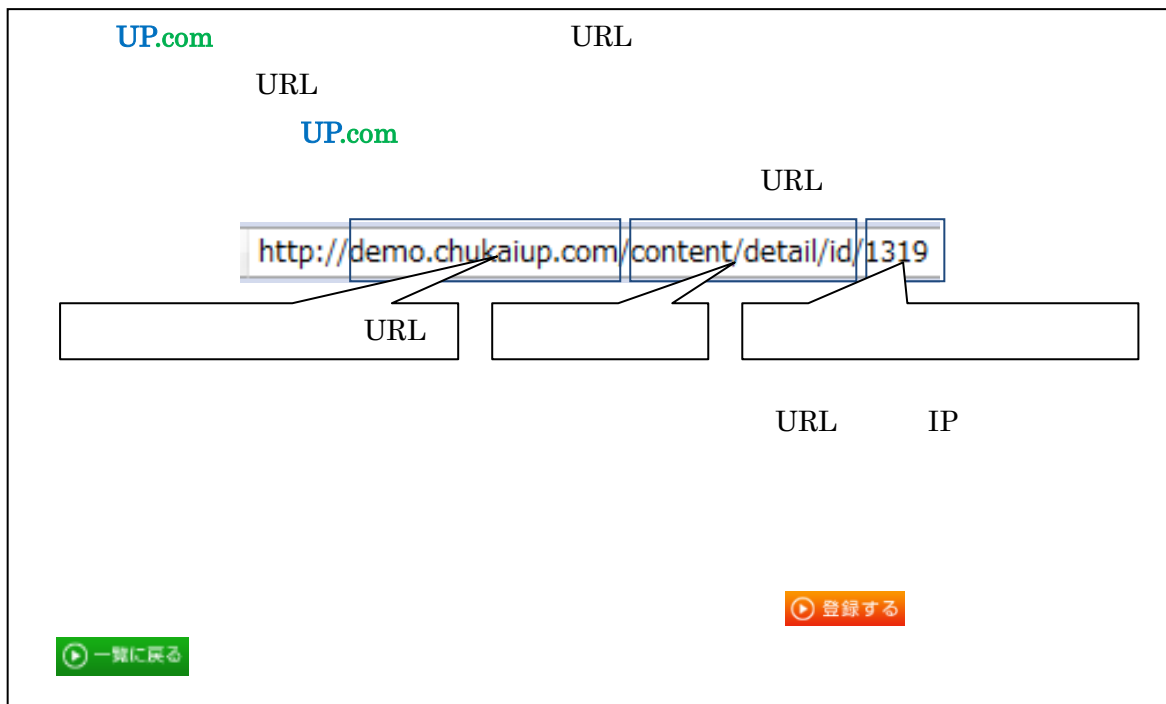 UP.com URL
URL
UP.com
URL
http://demo.chukaiup.com/content/detail/id/1319
URL
URL IP
登録する
一覧に戻る